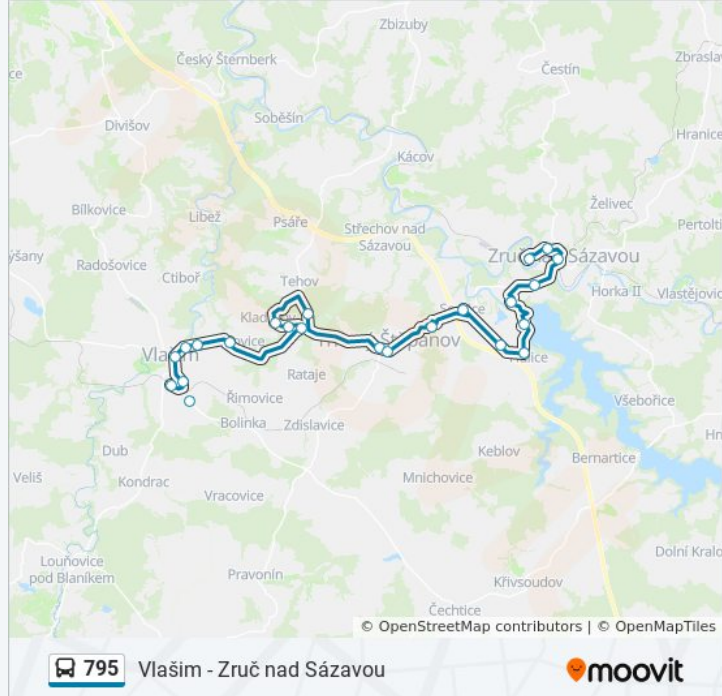 Zbizuby
Český Šternberk
Čestín
Zbraslav
Soběšín
Divišov
Hranice
Kácov
Bílkovice
Želivec
Libež
Psáře
Střechov nad
Sázavou
Pertolti
Radošovice
Zruč
Sázavou
Ctiboř
Tehov
Horka II
Vlastějovic
Vlašim
Štěpánov
Rataje
Římovice
Všebořice
Bolinka
Zdislavice
Dub
Keblov
Bernartice
Veliš
Kondrac
Mnichovice
Vracovice
Louňovice
pod Blaníkem
Dolní Kralo
Pravonín
Křivsoudov
Čechtice
© OpenStreetMap contributors | © OpenMapTiles
795 Vlašim - Zruč nad Sázavou
moovit